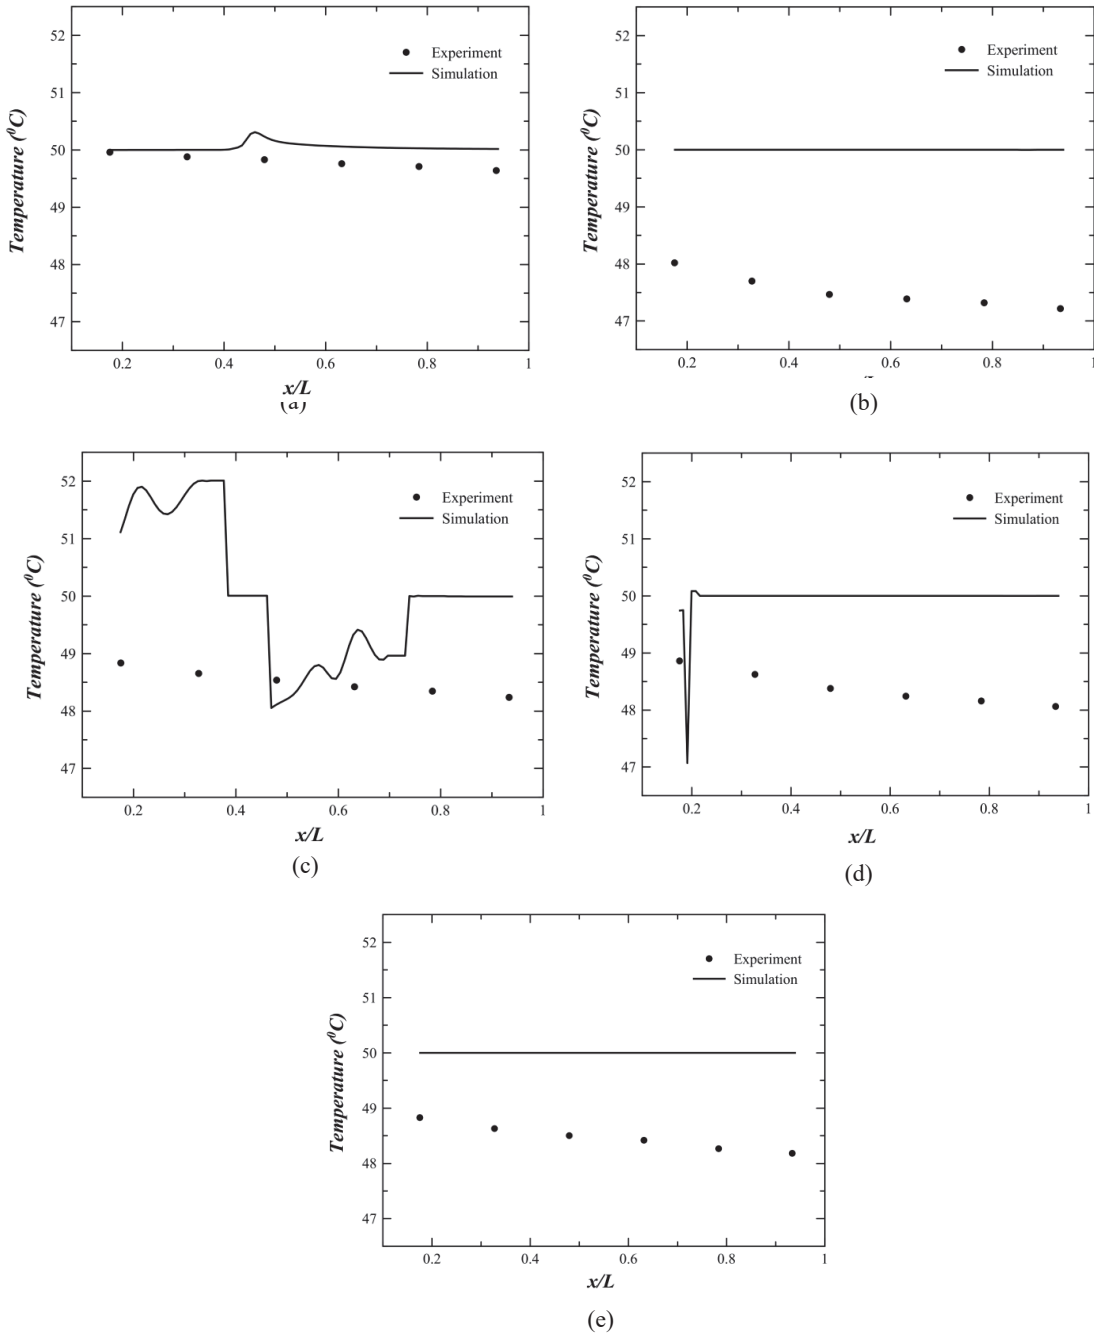 52
51
50
49
48
47
Temperature (⁰C)
Experiment
Simulation
0.2
0.4
0.6
0.8
1
x/L
(a)
52
51
50
49
48
47
Temperature (⁰C)
Experiment
Simulation
0.2
0.4
0.6
0.8
1
(b)
52
51
50
49
48
47
Temperature (⁰C)
Experiment
Simulation
0.2
0.4
0.6
0.8
1
x/L
(c)
52
51
50
49
48
47
Temperature (⁰C)
Experiment
Simulation
0.2
0.4
0.6
0.8
1
x/L
(d)
52
51
50
49
48
47
Temperature (⁰C)
Experiment
Simulation
0.2
0.4
0.6
0.8
1
x/L
(e)